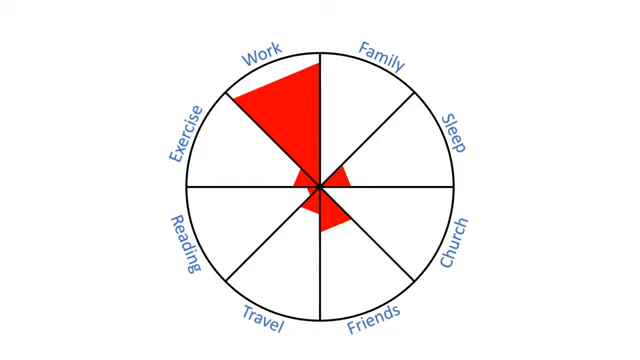 Work
Family
Exercise
Sleep
Reading
Church
Travel
Friends